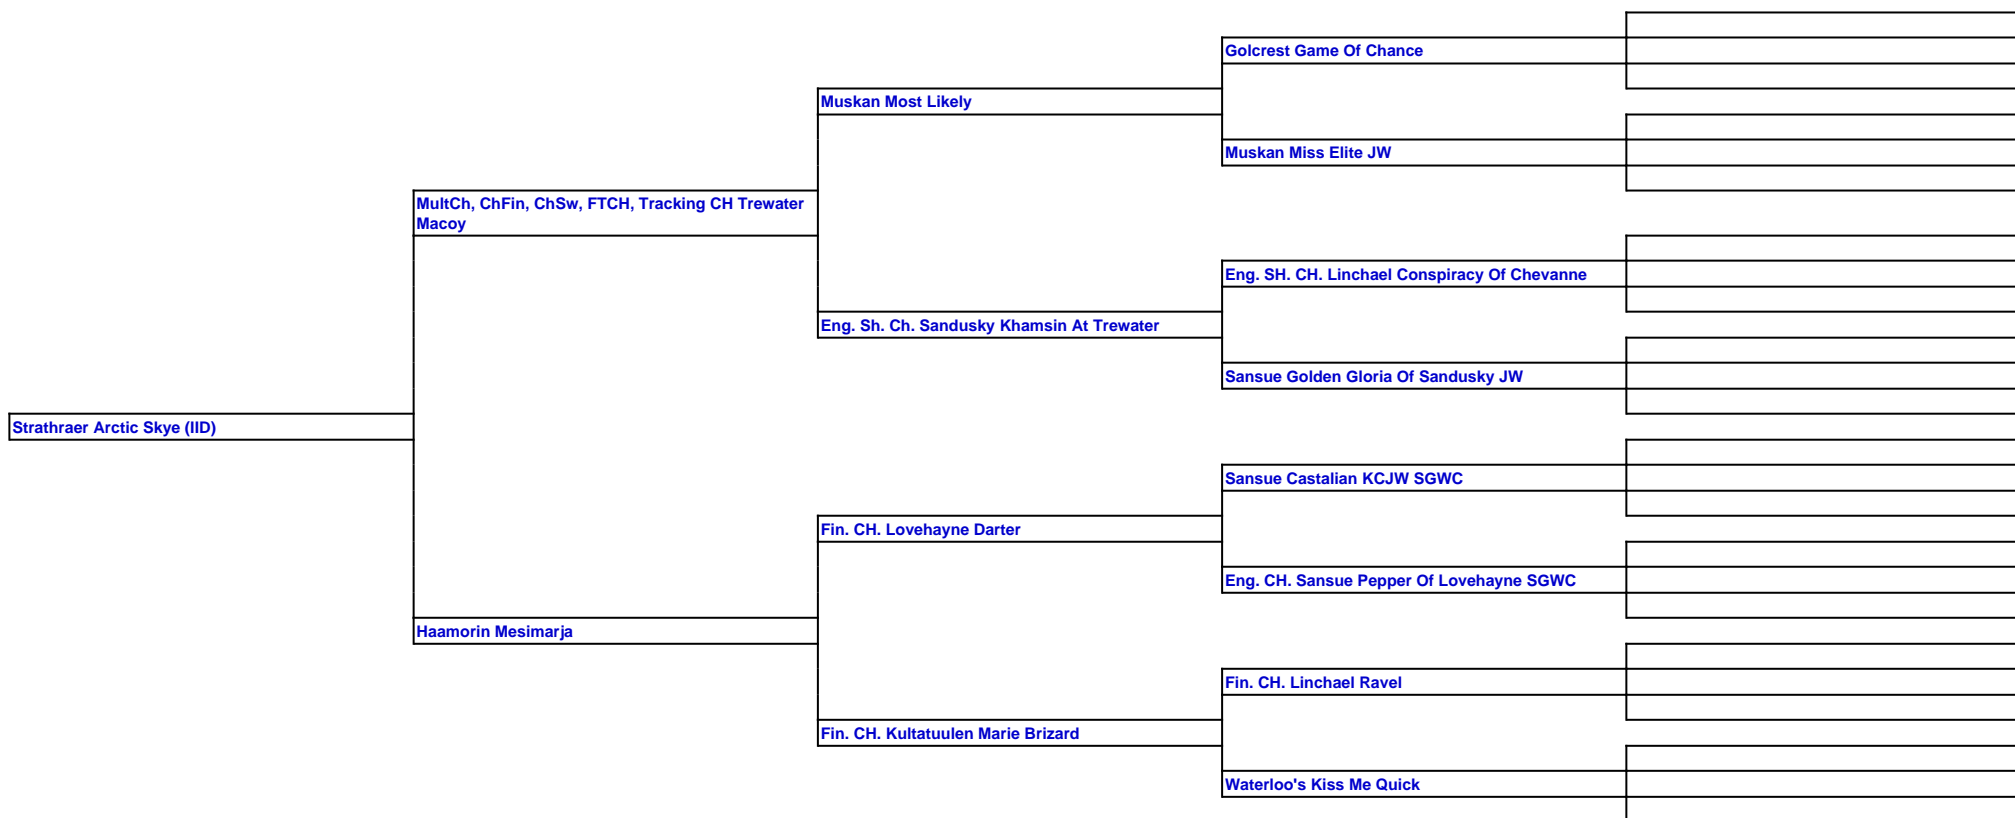 Golcrest Game Of Chance
Muskan Most Likely
Muskan Miss Elite JW
MultCh, ChFin, ChSw, FTCH, Tracking CH Trewater
Macoy
Eng. SH. CH. Linchael Conspiracy Of Chevanne
Eng. Sh. Ch. Sandusky Khamsin At Trewater
Sansue Golden Gloria Of Sandusky JW
Strathraer Arctic Skye (IID)
Sansue Castalian KCJW SGWC
Fin. CH. Lovehayne Darter
Eng. CH. Sansue Pepper Of Lovehayne SGWC
Haamorin Mesimarja
Fin. CH. Linchael Ravel
Fin. CH. Kultatuulen Marie Brizard
Waterloo's Kiss Me Quick